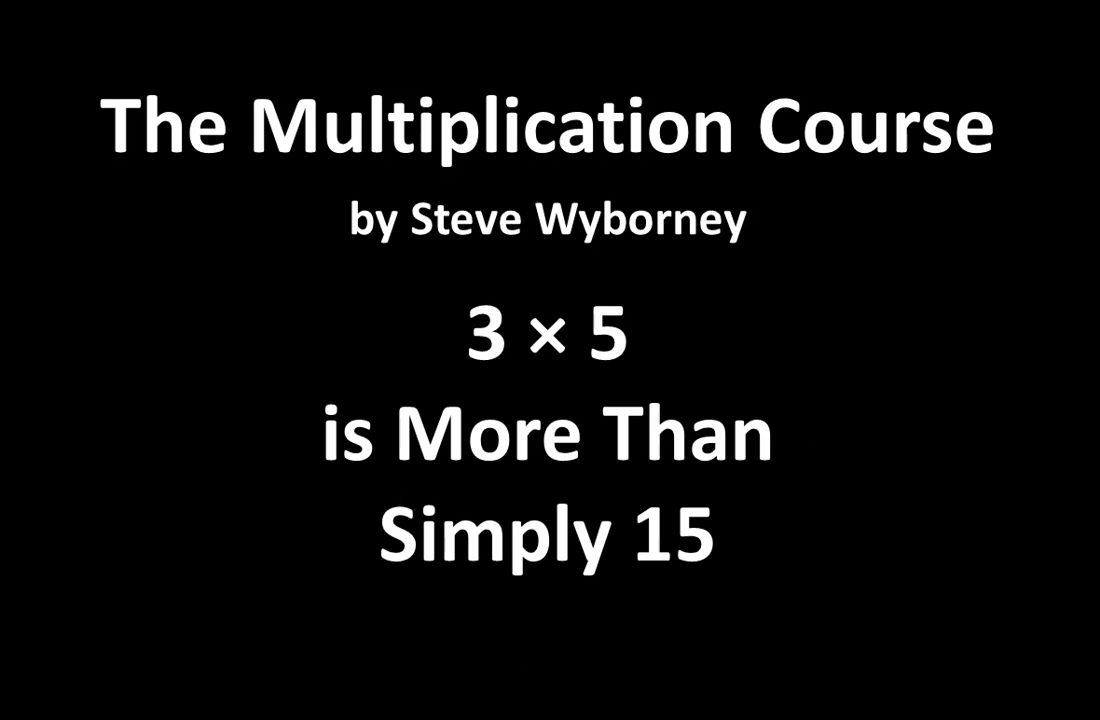 The Multiplication Course
by Steve Wyborney
3 × 5
is More Than
Simply 15